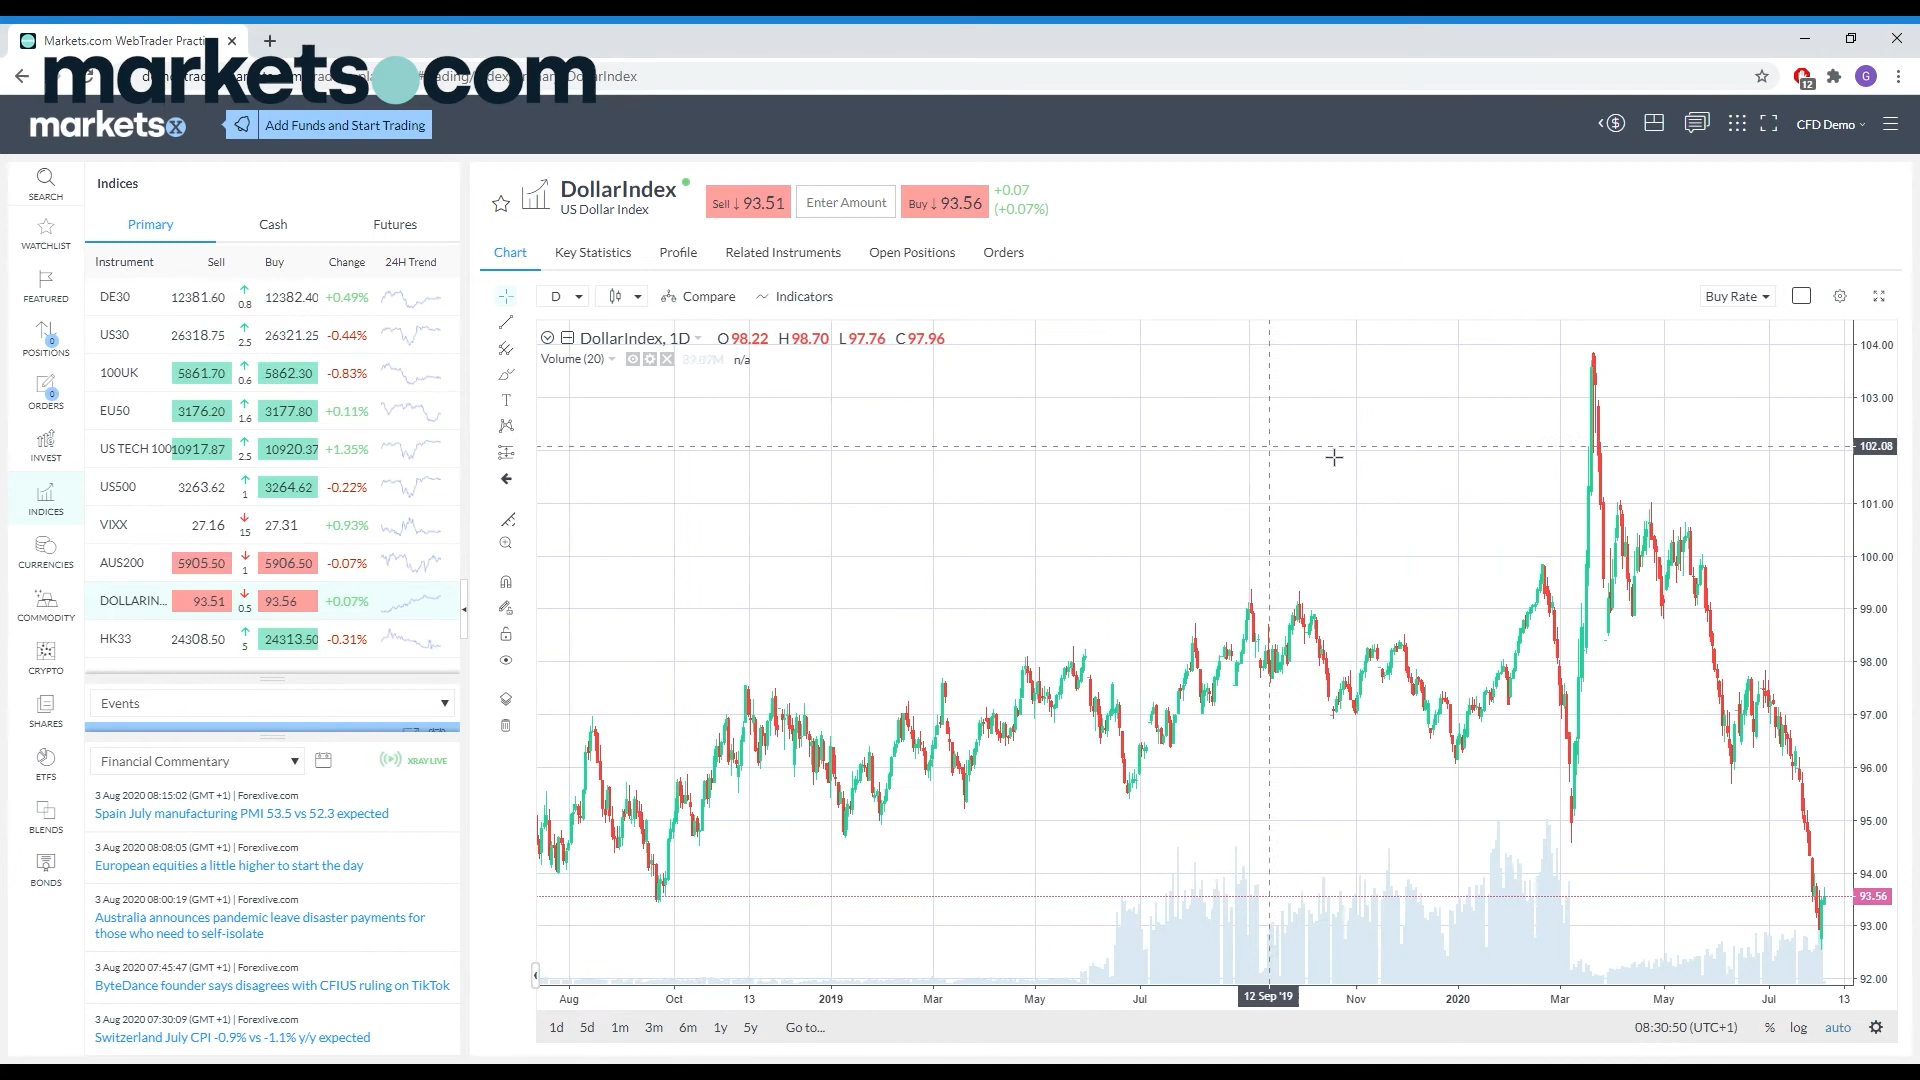 Markets.com WebTrader Practi
markets.com
markets x
Add Funds and Start Trading
CFD Demo
12
G
SEARCH
WATCHLIST
FEATURED
0
POSITIONS
0
ORDERS
INVEST
INDICES
CURRENCIES
COMMODITY
CRYPTO
SHARES
ETFS
BLENDS
BONDS
Indices
Primary Cash Futures
Instrument Sell Buy Change 24H Trend
DE30 12381.60 0.8 12382.40 +0.49%
US30 26318.75 2.5 26321.25 -0.44%
100UK 5861.70 0.6 5862.30 -0.83%
EU50 3176.20 1.6 3177.80 +0.11%
US TECH 100 10917.87 2.5 10920.37 +1.35%
US500 3263.62 1 3264.62 -0.22%
VIXX 27.16 15 27.31 +0.93%
AUS200 5905.50 1 5906.50 -0.07%
DOLLARIN... 93.51 0.5 93.56 +0.07%
HK33 24308.50 5 24313.50 -0.31%
Events
Financial Commentary XRAY LIVE
3 Aug 2020 08:15:02 (GMT +1) | Forexlive.com
Spain July manufacturing PMI 53.5 vs 52.3 expected
3 Aug 2020 08:08:05 (GMT +1) | Forexlive.com
European equities a little higher to start the day
3 Aug 2020 08:00:19 (GMT +1) | Forexlive.com
Australia announces pandemic leave disaster payments for
those who need to self-isolate
3 Aug 2020 07:45:47 (GMT +1) | Forexlive.com
ByteDance founder says disagrees with CFIUS ruling on TikTok
3 Aug 2020 07:30:09 (GMT +1) | Forexlive.com
Switzerland July CPI -0.9% vs -1.1% y/y expected
DollarIndex
US Dollar Index
Sell ↓ 93.51 Enter Amount Buy ↓ 93.56
+0.07
(+0.07%)
Chart Key Statistics Profile Related Instruments Open Positions Orders
D Compare Indicators Buy Rate
DollarIndex, 1D O 98.22 H 98.70 L 97.76 C 97.96
Volume (20) n/a
104.00
103.00
102.08
101.00
100.00
99.00
98.00
97.00
96.00
95.00
94.00
93.56
93.00
92.00
Aug Oct 13 2019 Mar May Jul 12 Sep '19 Nov 2020 Mar May Jul 13
1d 5d 1m 3m 6m 1y 5y Go to... 08:30:50 (UTC+1) % log auto